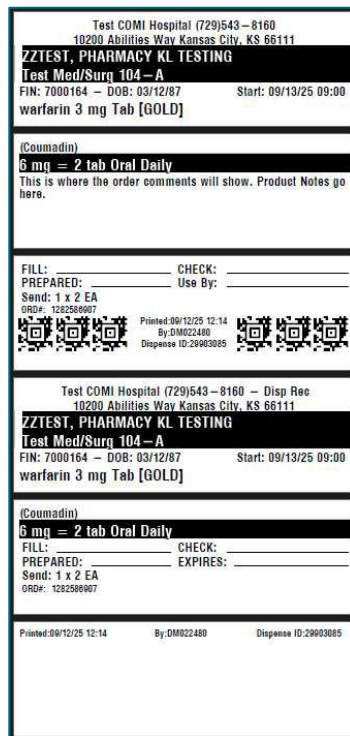 Test COMI Hospital (729)543-8160
10200 Abilities Way Kansas City, KS 66111
ZZTEST, PHARMACY KL TESTING
Test Med/Surg 104-A
FIN: 7000164 - DOB: 03/12/87 Start: 09/13/25 09:00
warfarin 3 mg Tab [GOLD]
(Coumadin)
6 mg = 2 tab Oral Daily
This is where the order comments will show. Product Notes go
here.
FILL: CHECK:
PREPARED: Use By:
Send: 1 x 2 EA
ORD#: 1282586907
Printed:09/12/25 12:14
By:DM022480
Dispense ID:29903085
Test COMI Hospital (729)543-8160 - Disp Rec
10200 Abilities Way Kansas City, KS 66111
ZZTEST, PHARMACY KL TESTING
Test Med/Surg 104-A
FIN: 7000164 - DOB: 03/12/87 Start: 09/13/25 09:00
warfarin 3 mg Tab [GOLD]
(Coumadin)
6 mg = 2 tab Oral Daily
FILL: CHECK:
PREPARED: EXPIRES:
Send: 1 x 2 EA
ORD#: 1282586907
Printed:09/12/25 12:14 By:DM022480 Dispense ID:29903085